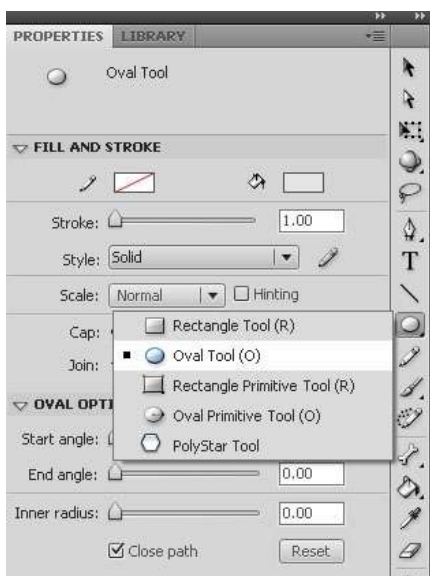 PROPERTIES LIBRARY
Oval Tool
FILL AND STROKE
Stroke: 1.00
Style: Solid
Scale: Normal Hinting
Cap:
Join:
Rectangle Tool (R)
Oval Tool (O)
Rectangle Primitive Tool (R)
Oval Primitive Tool (O)
PolyStar Tool
OVAL OPTI
Start angle:
End angle: 0.00
Inner radius: 0.00
Close path Reset
T